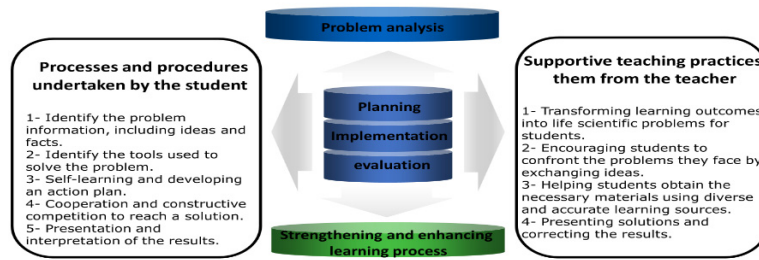 Problem analysis
Processes and procedures
undertaken by the student
1- Identify the problem
information, including ideas and
facts.
2- Identify the tools used to
solve the problem.
3- Self-learning and developing
an action plan.
4- Cooperation and constructive
competition to reach a solution.
5- Presentation and
interpretation of the results.
Planning
Implementation
evaluation
Supportive teaching practices
them from the teacher
1- Transforming learning outcomes
into life scientific problems for
students.
2- Encouraging students to
confront the problems they face by
exchanging ideas.
3- Helping students obtain the
necessary materials using diverse
and accurate learning sources.
4- Presenting solutions and
correcting the results.
Strengthening and enhancing
learning process